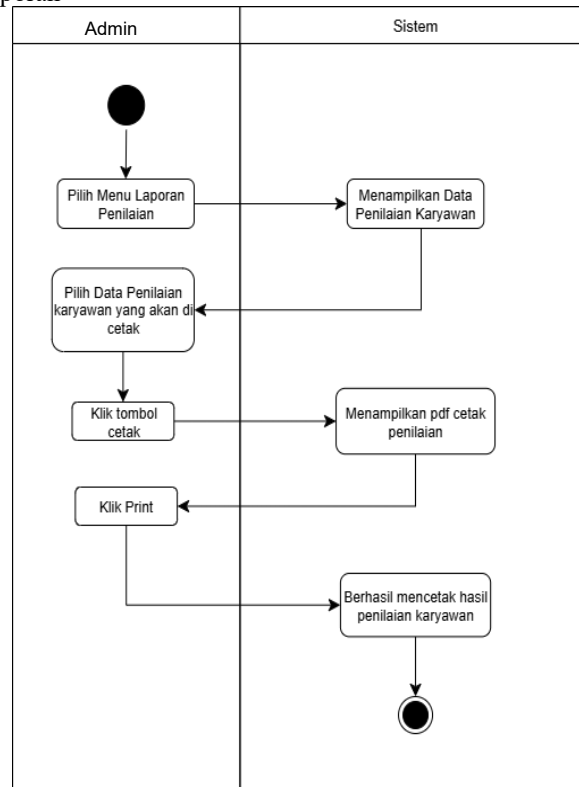 Admin
Sistem
Pilih Menu Laporan
Penilaian
Menampilkan Data
Penilaian Karyawan
Pilih Data Penilaian
karyawan yang akan di
cetak
Klik tombol
cetak
Menampilkan pdf cetak
penilaian
Klik Print
Berhasil mencetak hasil
penilaian karyawan